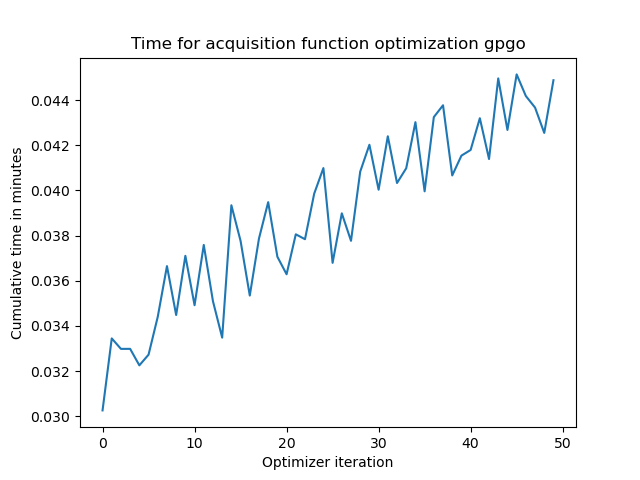 Time for acquisition function optimization gpgo
Cumulative time in minutes
0.044
0.042
0.040
0.038
0.036
0.034
0.032
0.030
0 10 20 30 40 50
Optimizer iteration